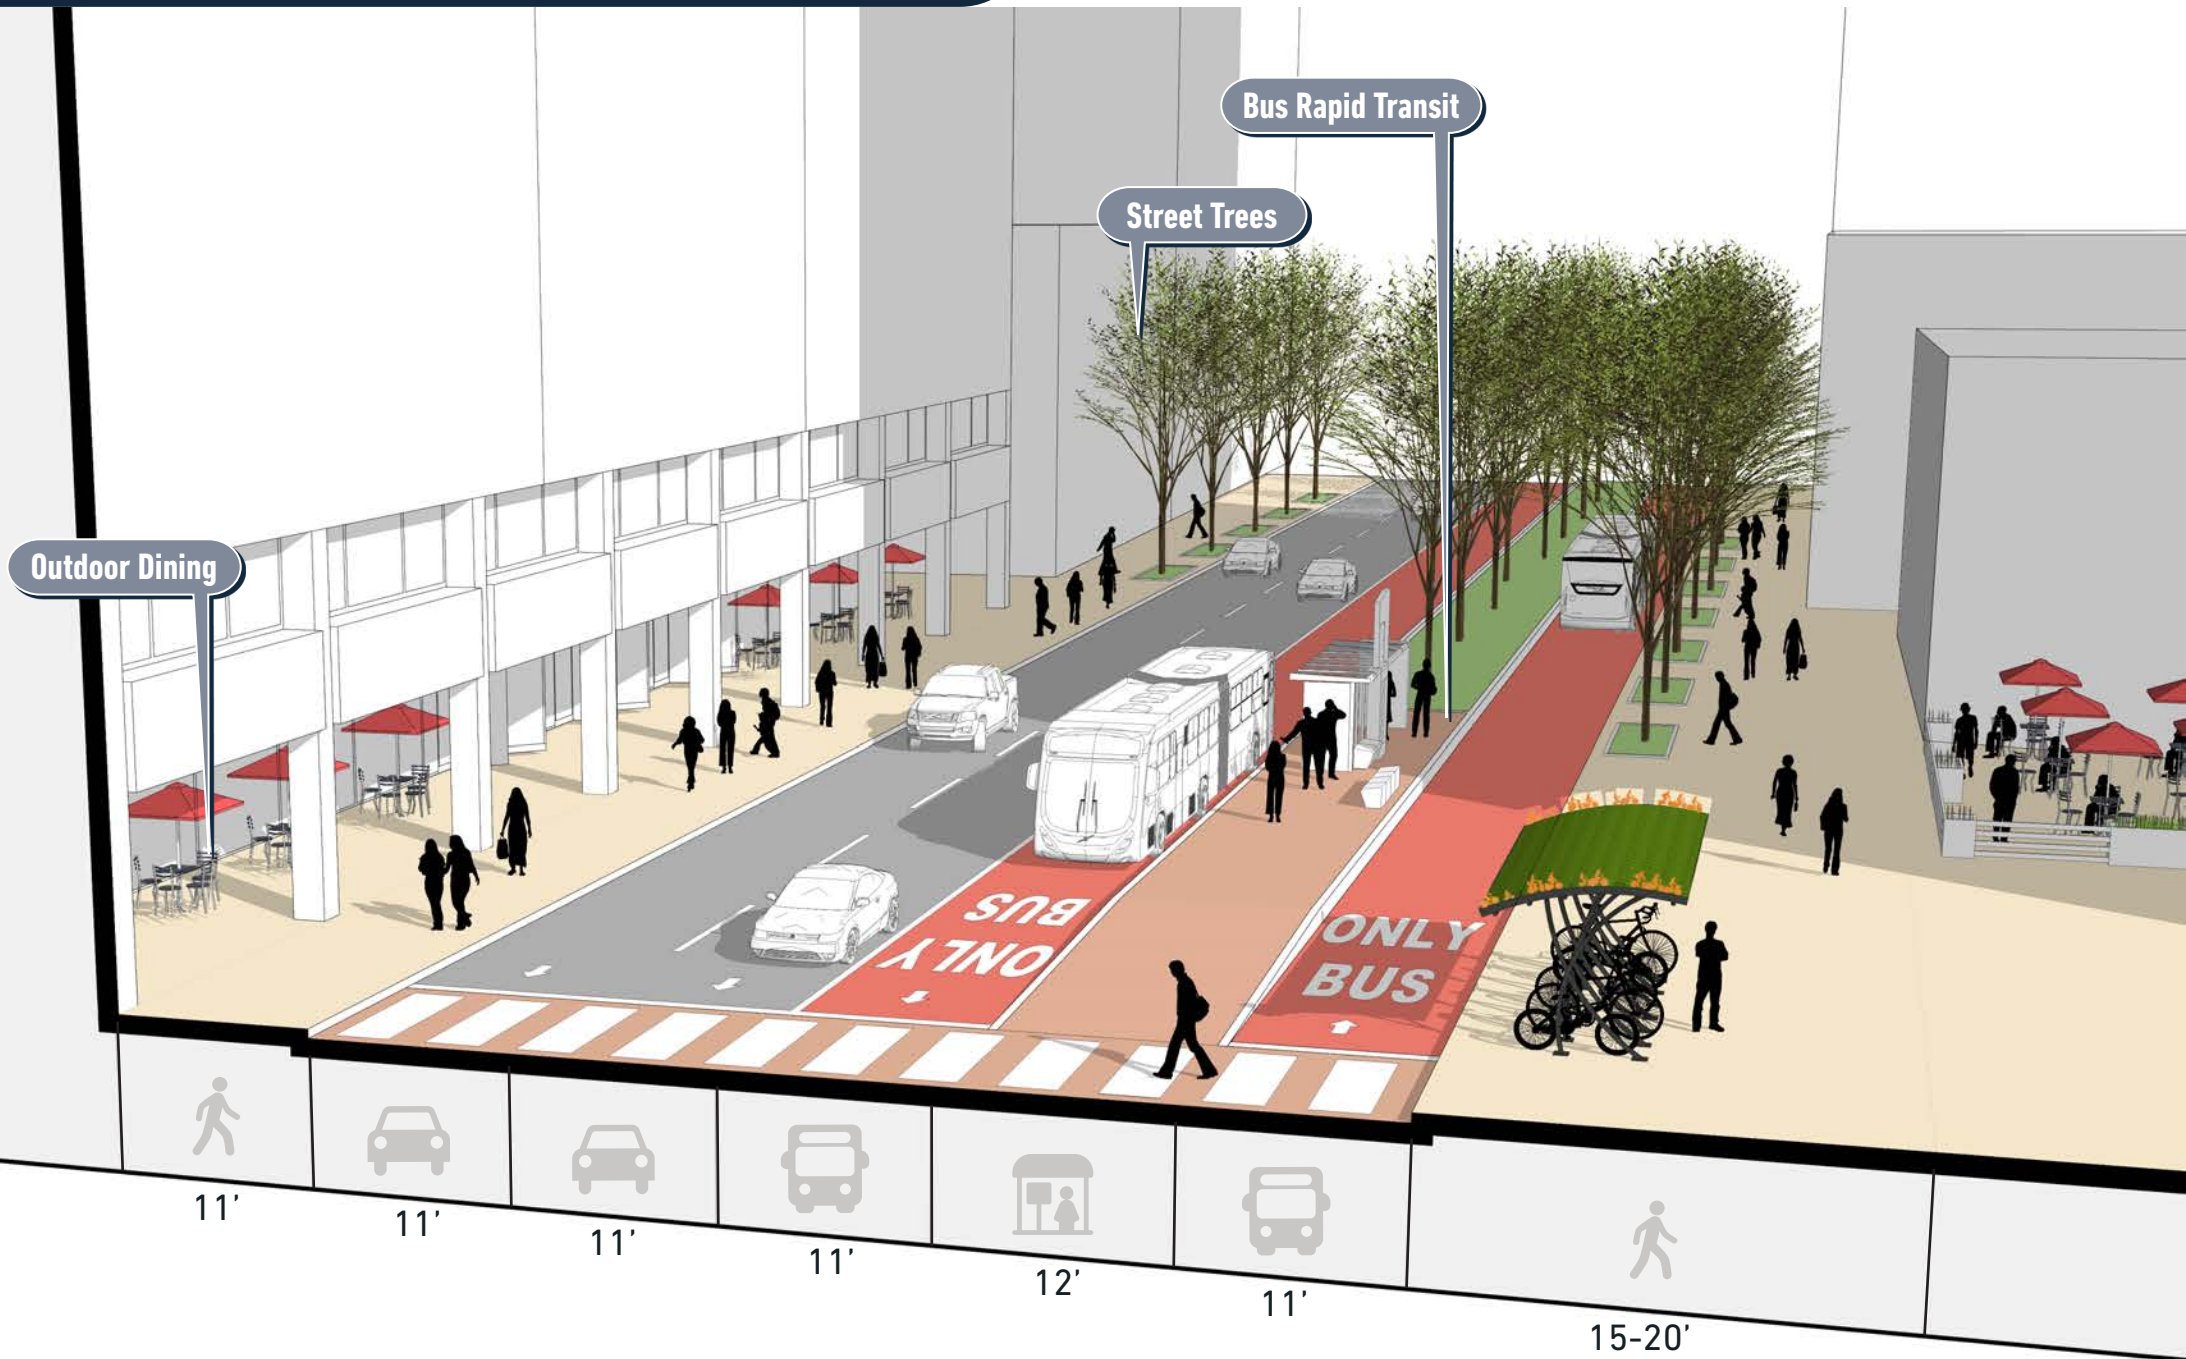 Bus Rapid Transit
Street Trees
Outdoor Dining
BUS
ONLY
ONLY
BUS
11'
11'
11'
11'
12'
11'
15-20'